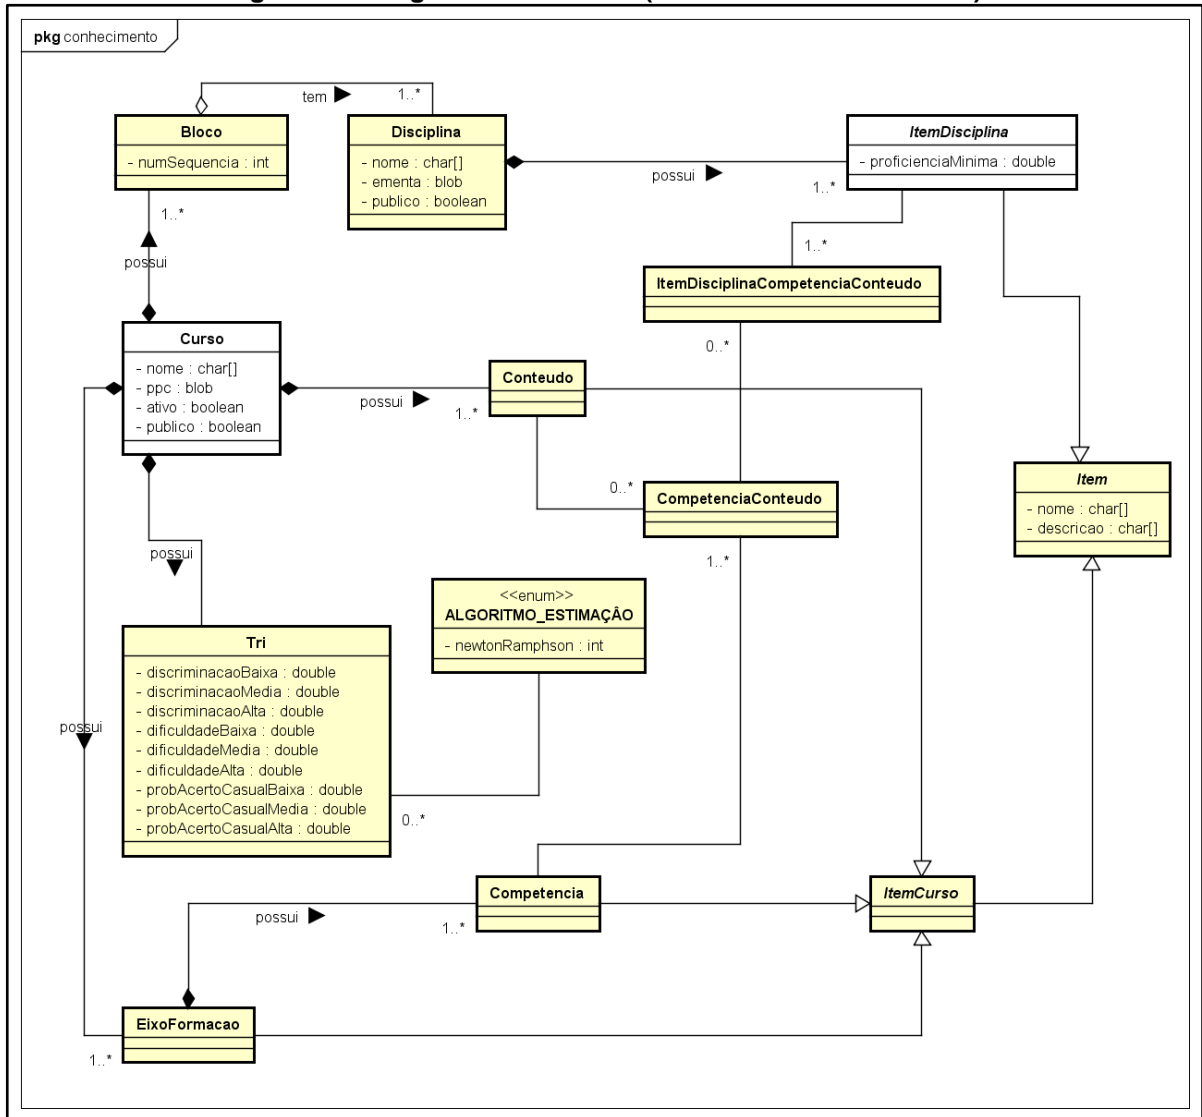 pkg conhecimento
tem
1..*
Bloco
- numSequencia : int
Disciplina
- nome : char[]
- ementa : blob
- publico : boolean
possui
1..*
ItemDisciplina
- proficienciaMinima : double
1..*
possui
1..*
ItemDisciplinaCompetenciaConteudo
0..*
Curso
- nome : char[]
- ppc : blob
- ativo : boolean
- publico : boolean
possui
1..*
Conteudo
0..*
CompetenciaConteudo
1..*
Item
- nome : char[]
- descricao : char[]
possui
<<enum>>
ALGORITMO_ESTIMAÇÂO
- newtonRamphson : int
Tri
- discriminacaoBaixa : double
- discriminacaoMedia : double
- discriminacaoAlta : double
- dificuldadeBaixa : double
- dificuldadeMedia : double
- dificuldadeAlta : double
- probAcertoCasualBaixa : double
- probAcertoCasualMedia : double
- probAcertoCasualAlta : double
0..*
possui
Competencia
possui
1..*
ItemCurso
EixoFormacao
1..*